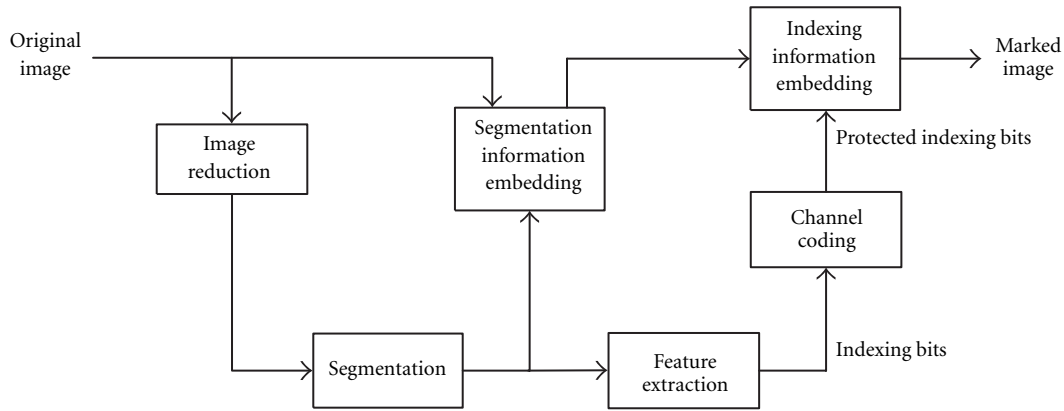 Original
image
Image
reduction
Segmentation
Segmentation
information
embedding
Feature
extraction
Indexing bits
Channel
coding
Protected indexing bits
Indexing
information
embedding
Marked
image